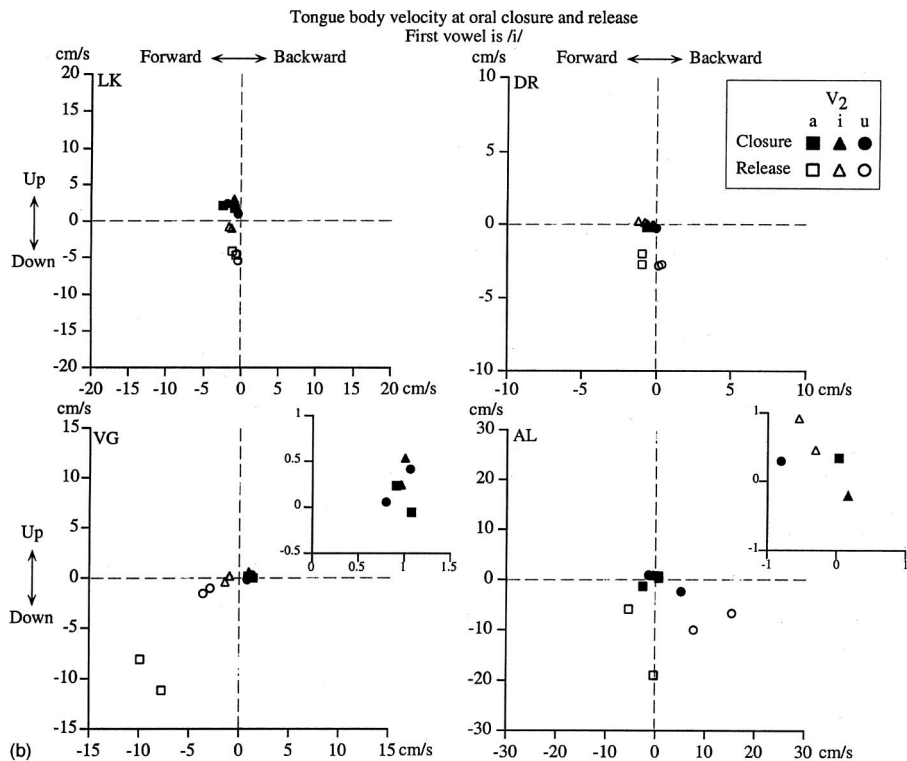 Tongue body velocity at oral closure and release
First vowel is /i/
cm/s Forward Backward cm/s Forward Backward
20 LK 10 DR
15
10
5
0
-5
-10
-15
-20
-20 -15 -10 -5 0 5 10 15 20 cm/s
Up
Down
5
0
-5
-10
-10 -5 0 5 10 cm/s
V2
a i u
Closure
Release
cm/s
15 VG
10
5
0
-5
-10
-15
-15 -10 -5 0 5 10 15 cm/s
Up
Down
1
0.5
0
-0.5
0 0.5 1 1.5
cm/s
30 AL
20
10
0
-10
-20
-30
-30 -20 -10 0 10 20 30 cm/s
1
0
-1
-1 0 1
(b)